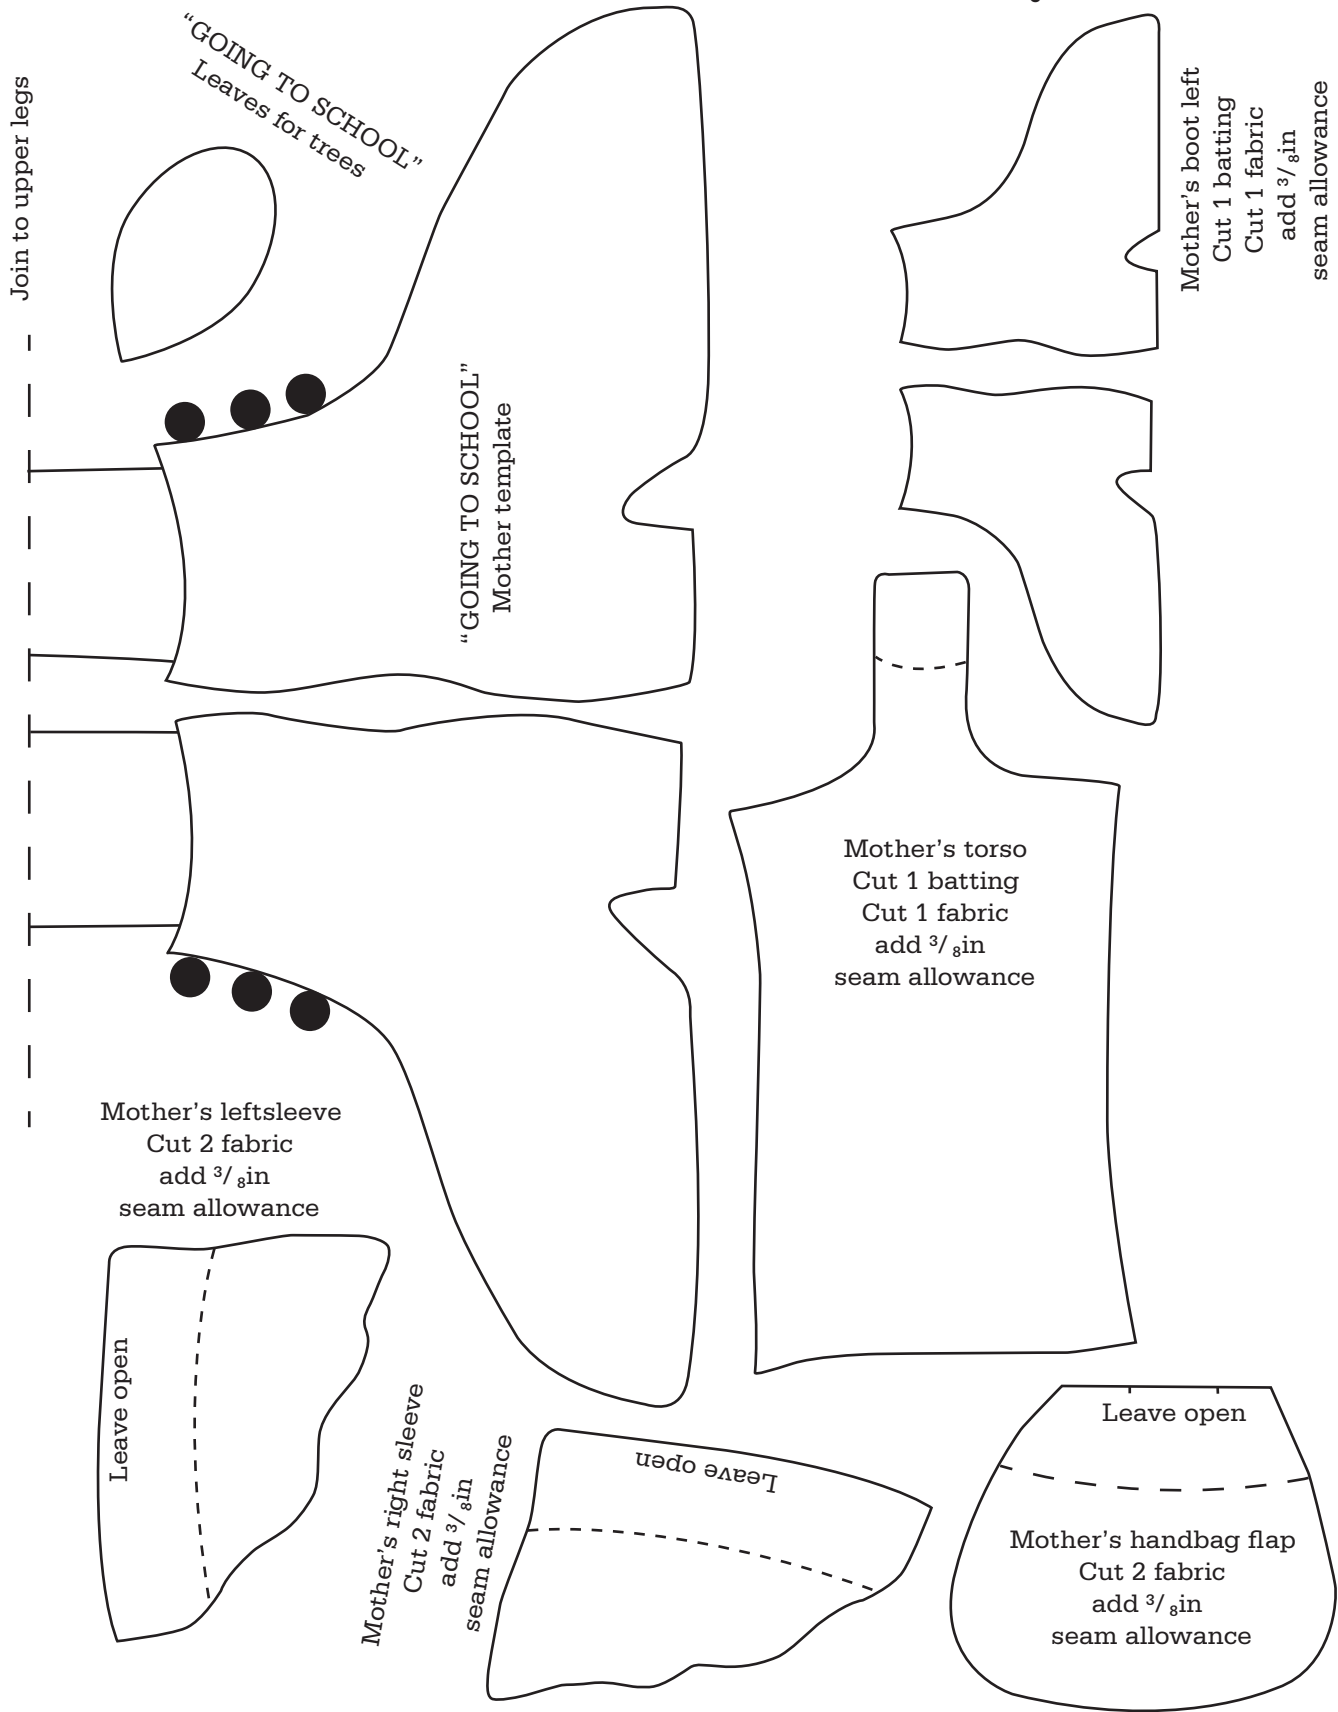 “GOING TO SCHOOL”
Leaves for trees
Join to upper legs
“GOING TO SCHOOL”
Mother template
Mother’s boot left
Cut 1 batting
Cut 1 fabric
add 3/8in
seam allowance
Mother’s torso
Cut 1 batting
Cut 1 fabric
add 3/8in
seam allowance
Mother’s leftsleeve
Cut 2 fabric
add 3/8in
seam allowance
Leave open
Mother’s right sleeve
Cut 2 fabric
add 3/8in
seam allowance
Leave open
Leave open
Mother’s handbag flap
Cut 2 fabric
add 3/8in
seam allowance